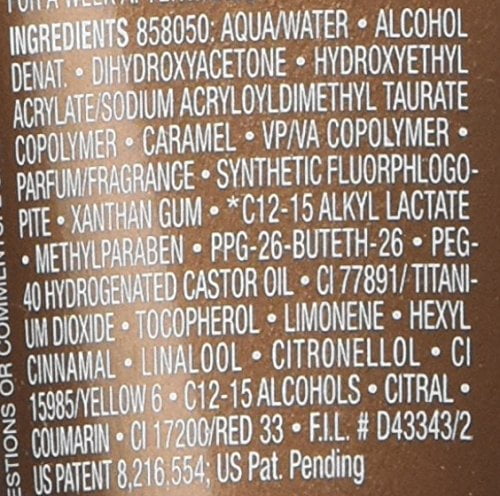 INGREDIENTS 858050: AQUA/WATER • ALCOHOL
DENAT. • DIHYDROXYACETONE • HYDROXYETHYL
ACRYLATE/SODIUM ACRYLOYLDIMETHYL TAURATE
COPOLYMER • CARAMEL • VP/VA COPOLYMER •
PARFUM/FRAGRANCE • SYNTHETIC FLUORPHLOGO-
PITE • XANTHAN GUM • *C12-15 ALKYL LACTATE
• METHYLPARABEN • PPG-26-BUTETH-26 • PEG-
40 HYDROGENATED CASTOR OIL • CI 77891/ TITANI-
UM DIOXIDE • TOCOPHEROL • LIMONENE • HEXYL
CINNAMAL • LINALOOL • CITRONELLOL • CI
15985/YELLOW 6 • C12-15 ALCOHOLS • CITRAL •
COUMARIN • CI 17200/RED 33 • F.I.L. # D43343/2
US PATENT 8,216,554; US Pat. Pending